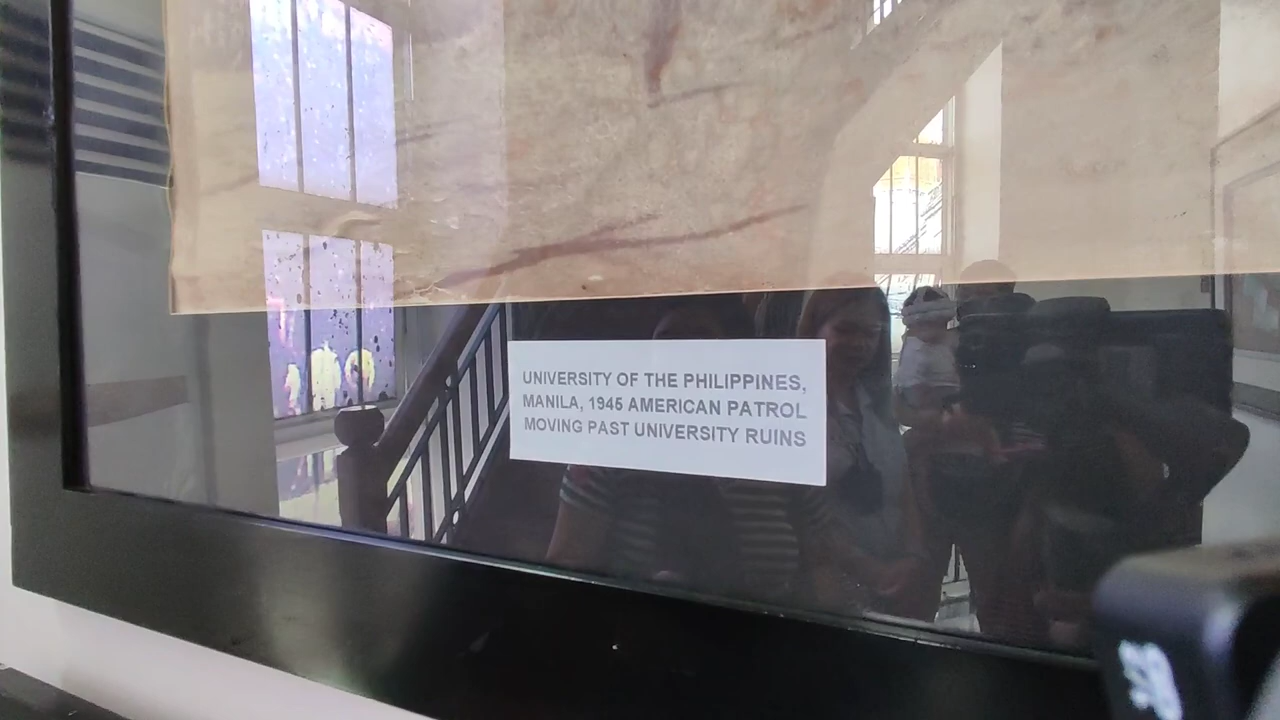 UNIVERSITY OF THE PHILIPPINES,
MANILA, 1945 AMERICAN PATROL
MOVING PAST UNIVERSITY RUINS